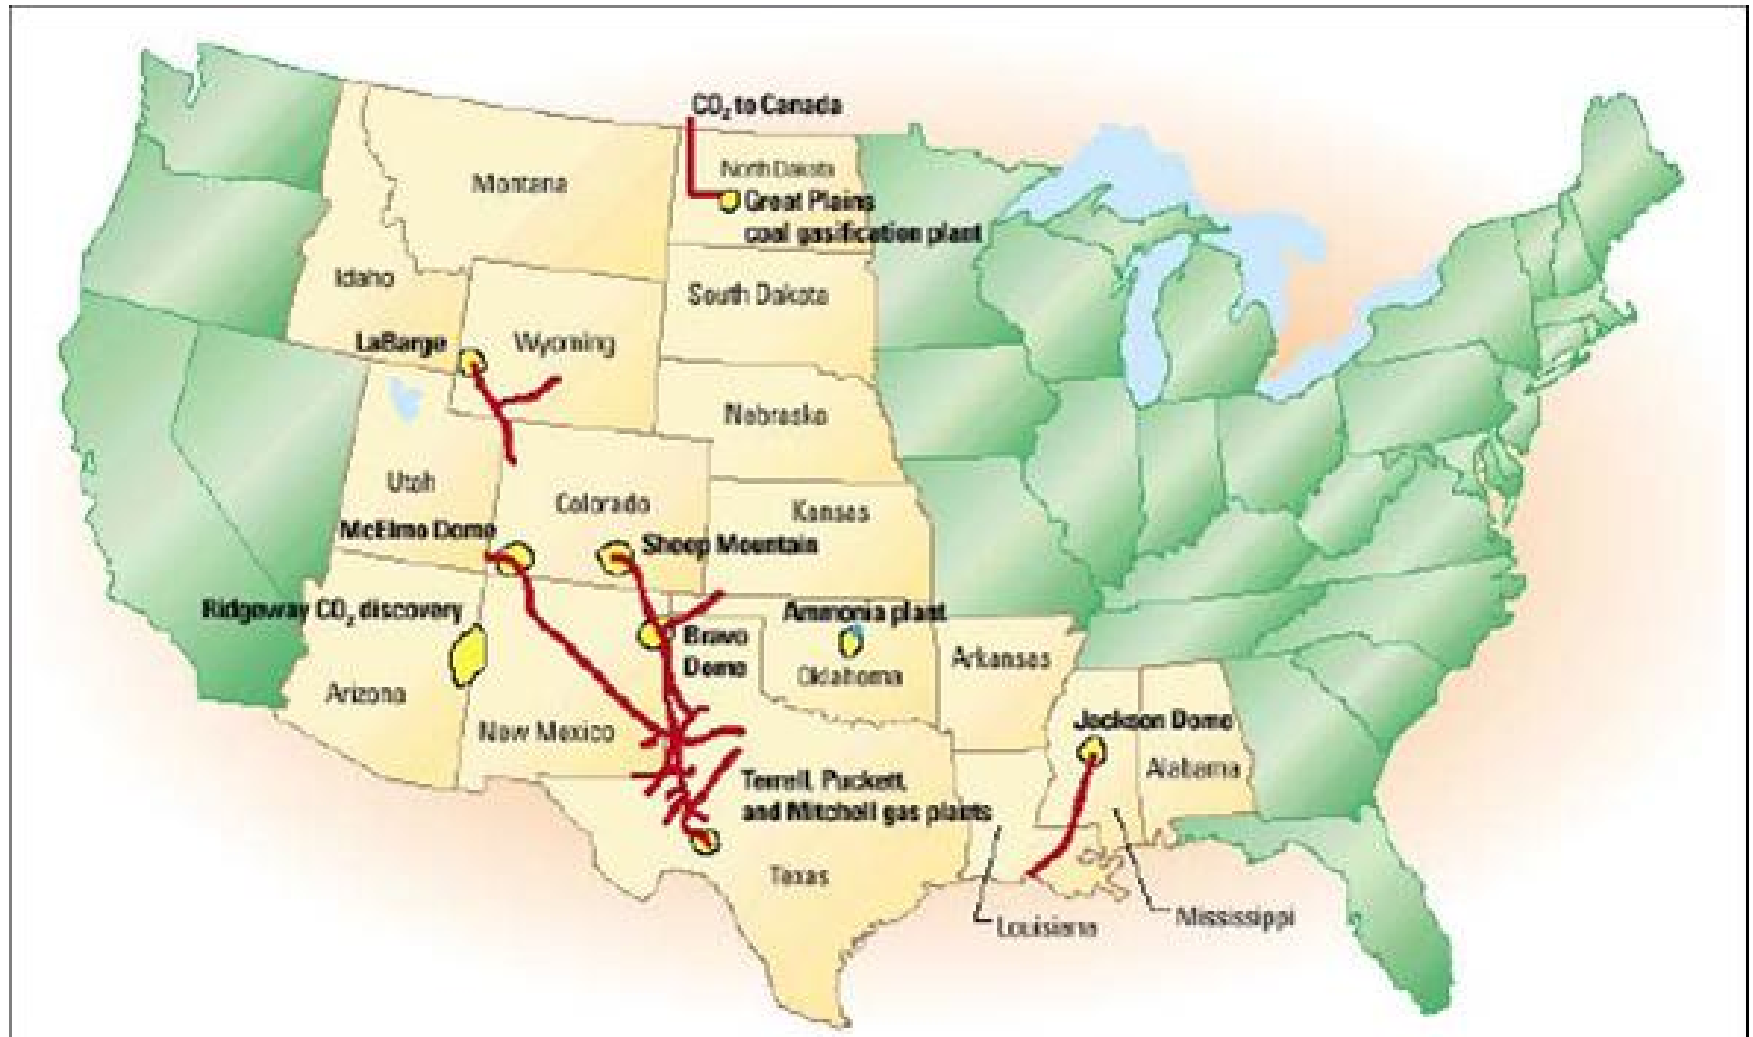 CO₂ to Canada
North Dakota
Montana
Great Plains
coal gasification plant
Idaho
South Dakota
LaBarge
Wyoming
Nebraska
Utah
Colorado
Kansas
McElmo Dome
Sheep Mountain
Ridgeway CO₂ discovery
Ammonia plant
Bravo
Dome
Arkansas
Oklahoma
Arizona
New Mexico
Jackson Dome
Alabama
Terrell, Puckett,
and Mitchell gas plants
Texas
Louisiana
Mississippi